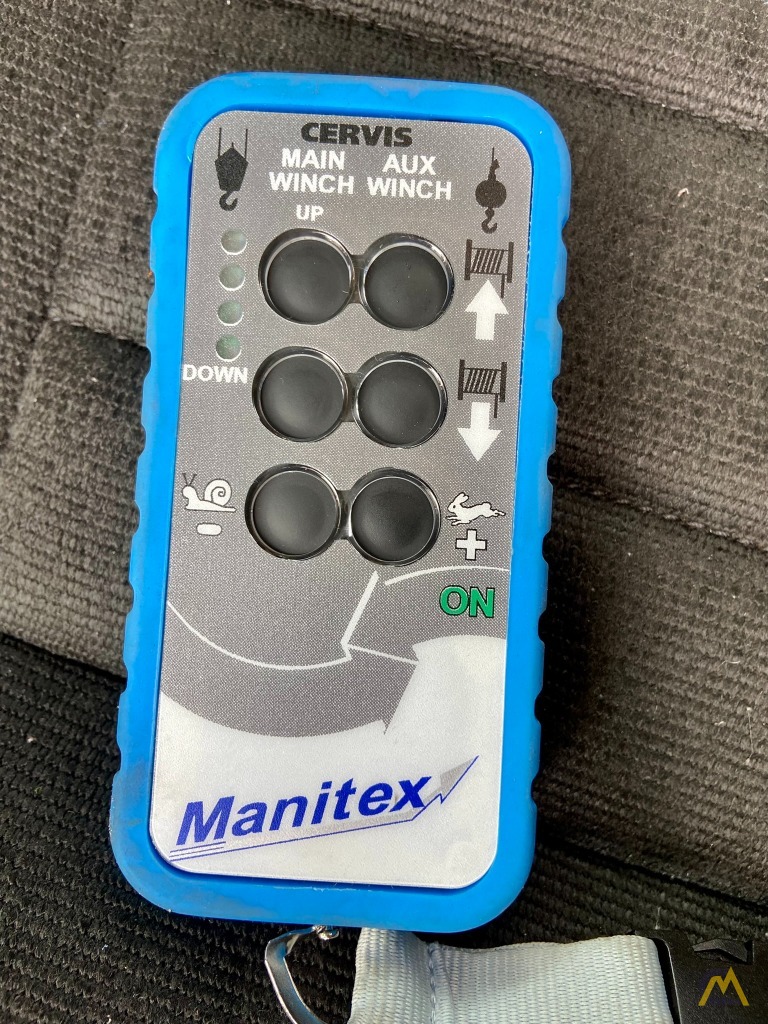 CERVIS
MAIN WINCH
AUX WINCH
UP
DOWN
-
+
ON
Manitex